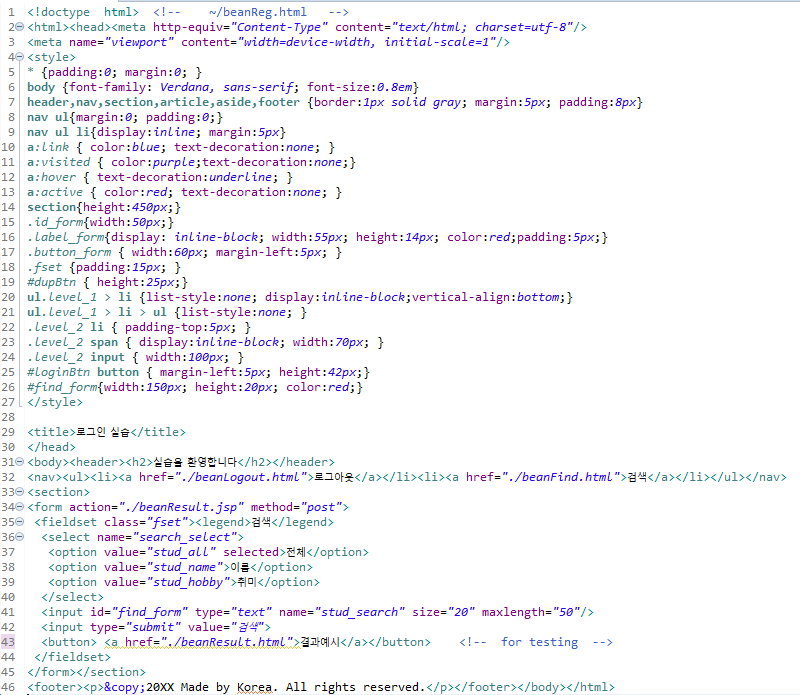 1 <!doctype  html>  <!--    ~/beanReg.html   -->
2 <html><head><meta http-equiv="Content-Type" content="text/html; charset=utf-8"/>
3 <meta name="viewport" content="width=device-width, initial-scale=1"/>
4 <style>
5 * {padding:0; margin:0; }
6 body {font-family: Verdana, sans-serif; font-size:0.8em}
7 header,nav,section,article,aside,footer {border:1px solid gray; margin:5px; padding:8px}
8 nav ul{margin:0; padding:0;}
9 nav ul li{display:inline; margin:5px}
10 a:link { color:blue; text-decoration:none; }
11 a:visited { color:purple;text-decoration:none;}
12 a:hover { text-decoration:underline; }
13 a:active { color:red; text-decoration:none; }
14 section{height:450px;}
15 .id_form{width:50px;}
16 .label_form{display: inline-block; width:55px; height:14px; color:red;padding:5px;}
17 .button_form { width:60px; margin-left:5px; }
18 .fset {padding:15px; }
19 #dupBtn { height:25px;}
20 ul.level_1 > li {list-style:none; display:inline-block;vertical-align:bottom;}
21 ul.level_1 > li > ul {list-style:none; }
22 .level_2 li { padding-top:5px; }
23 .level_2 span { display:inline-block; width:70px; }
24 .level_2 input { width:100px; }
25 #loginBtn button { margin-left:5px; height:42px;}
26 #find_form{width:150px; height:20px; color:red;}
27 </style>
28
29 <title>로그인 실습</title>
30 </head>
31 <body><header><h2>실습을 환영합니다</h2></header>
32 <nav><ul><li><a href="./beanLogout.html">로그아웃</a></li><li><a href="./beanFind.html">검색</a></li></ul></nav>
33 <section>
34 <form action="./beanResult.jsp" method="post">
35  <fieldset class="fset"><legend>검색</legend>
36   <select name="search_select">
37    <option value="stud_all" selected>전체</option>
38    <option value="stud_name">이름</option>
39    <option value="stud_hobby">취미</option>
40   </select>
41   <input id="find_form" type="text" name="stud_search" size="20" maxlength="50"/>
42   <input type="submit" value="검색">
43   <button> <a href="./beanResult.html">결과예시</a></button>    <!--  for testing  -->
44  </fieldset>
45 </form></section>
46 <footer><p>&copy;20XX Made by Korea. All rights reserved.</p></footer></body></html>